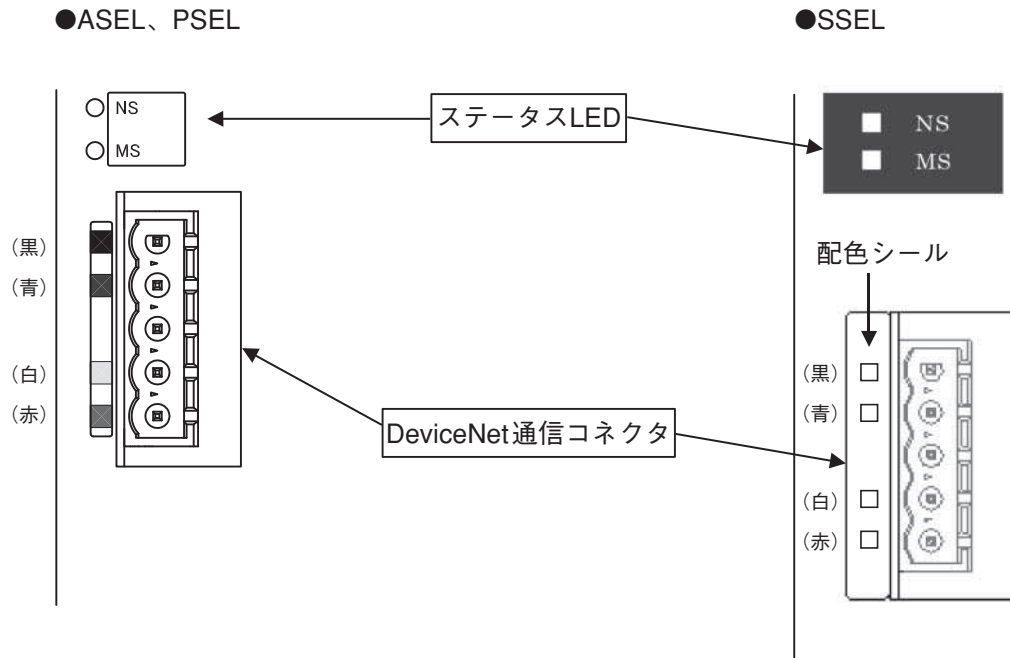 ●ASEL、PSEL
●SSEL
NS
MS
ステータスLED
NS
MS
配色シール
（黒）
（青）
（白）
（赤）
DeviceNet通信コネクタ
（黒）
（青）
（白）
（赤）